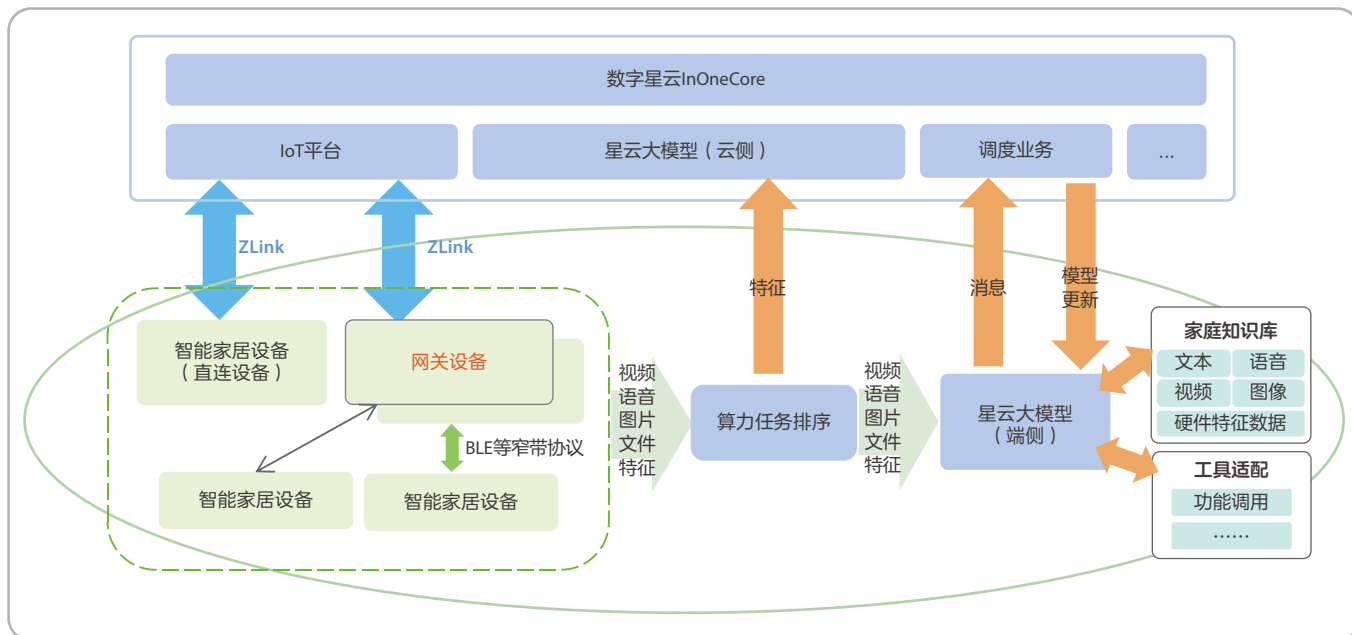 数字星云InOneCore
IoT平台
星云大模型（云侧）
调度业务
...
ZLink
ZLink
特征
消息
模型
更新
智能家居设备
（直连设备）
网关设备
BLE等窄带协议
智能家居设备
智能家居设备
视频
语音
图片
文件
特征
算力任务排序
视频
语音
图片
文件
特征
星云大模型
（端侧）
家庭知识库
文本
语音
视频
图像
硬件特征数据
工具适配
功能调用
……